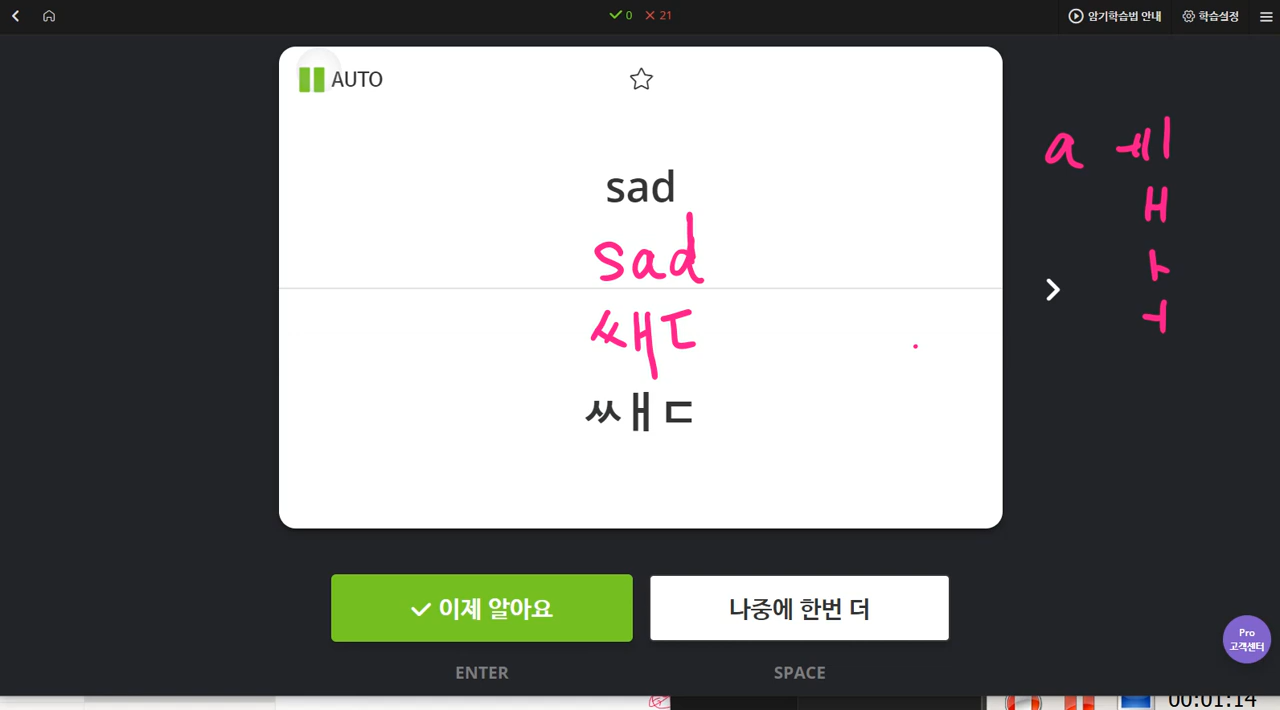 0 21 암기학습법 안내 학습설정
AUTO
sad
sad
쌔ㄷ
ㅆㅐㄷ
a ㅔㅣ
ㅐ
ㅏ
ㅓ
이제 알아요 나중에 한번 더
ENTER SPACE
Pro
고객센터
00:01:14